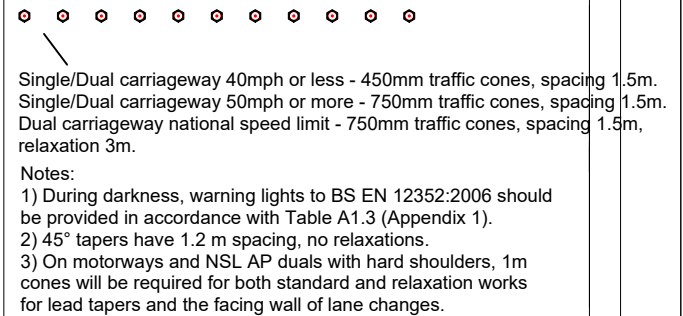 Single/Dual carriageway 40mph or less - 450mm traffic cones, spacing 1.5m.
Single/Dual carriageway 50mph or more - 750mm traffic cones, spacing 1.5m.
Dual carriageway national speed limit - 750mm traffic cones, spacing 1.5m,
relaxation 3m.
Notes:
1) During darkness, warning lights to BS EN 12352:2006 should
be provided in accordance with Table A1.3 (Appendix 1).
2) 45° tapers have 1.2 m spacing, no relaxations.
3) On motorways and NSL AP duals with hard shoulders, 1m
cones will be required for both standard and relaxation works
for lead tapers and the facing wall of lane changes.